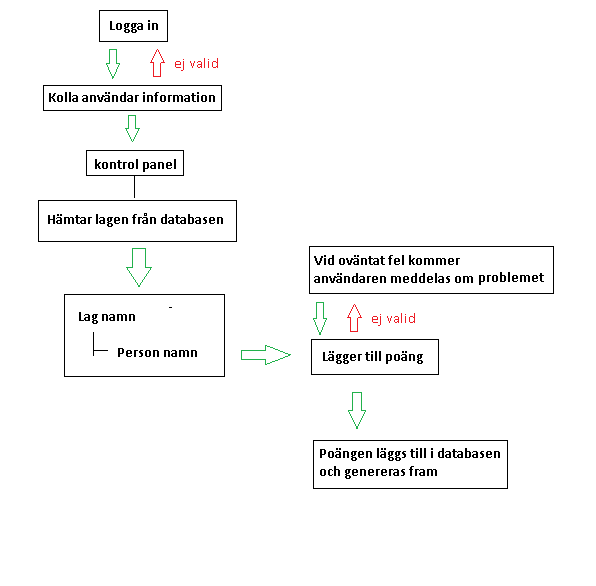 Logga in
ej valid
Kolla användar information
kontrol panel
Hämtar lagen från databasen
Lag namn
Person namn
Vid oväntat fel kommer
användaren meddelas om problemet
ej valid
Lägger till poäng
Poängen läggs till i databasen
och genereras fram